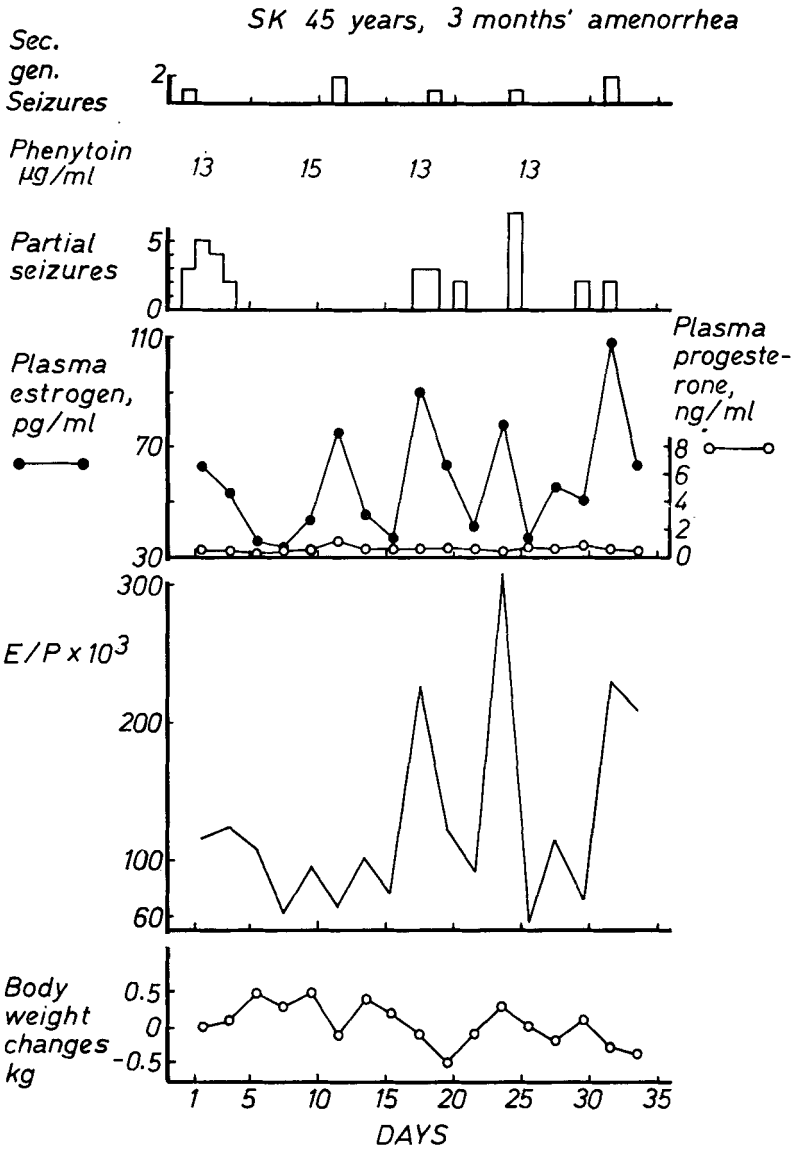 SK 45 years, 3 months' amenorrhea
Sec.
gen.
Seizures
2
Phenytoin
µg/ml
13 15 13 13
Partial
seizures
5
0
Plasma
estrogen,
pg/ml
110
70
30
Plasma
progeste-
rone,
ng/ml
8
6
4
2
0
E/P x 10³
300
200
100
60
Body
weight
changes
kg
0.5
0
-0.5
1 5 10 15 20 25 30 35
DAYS